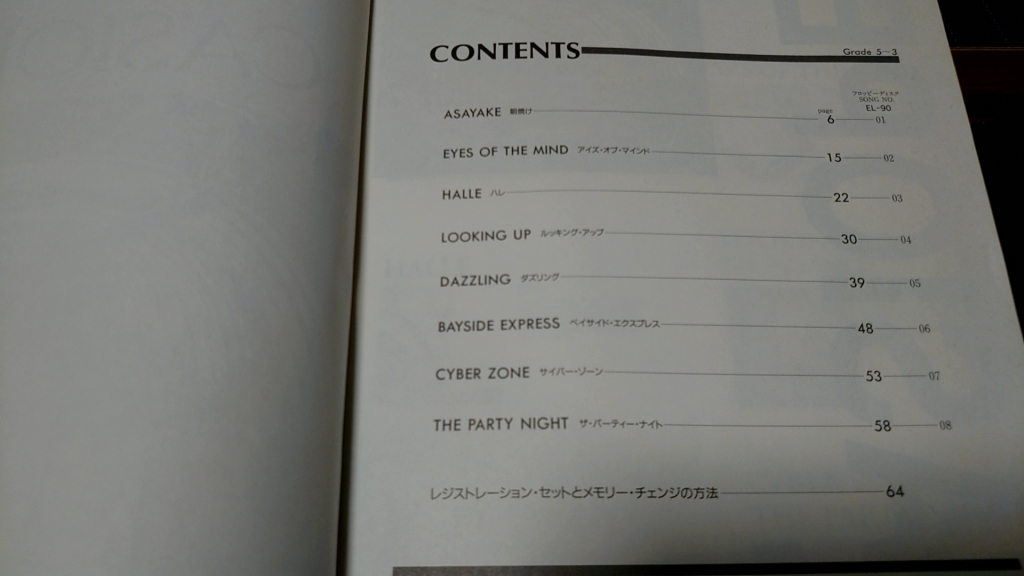 CONTENTS
Grade 5~3
フロッピーディスク
SONG NO.
page EL-90
ASAYAKE 朝焼け 6 01
EYES OF THE MIND アイズ・オブ・マインド 15 02
HALLE ハレ 22 03
LOOKING UP ルッキング・アップ 30 04
DAZZLING ダズリング 39 05
BAYSIDE EXPRESS ベイサイド・エクスプレス 48 06
CYBER ZONE サイバー・ゾーン 53 07
THE PARTY NIGHT ザ・パーティー・ナイト 58 08
レジストレーション・セットとメモリー・チェンジの方法 64